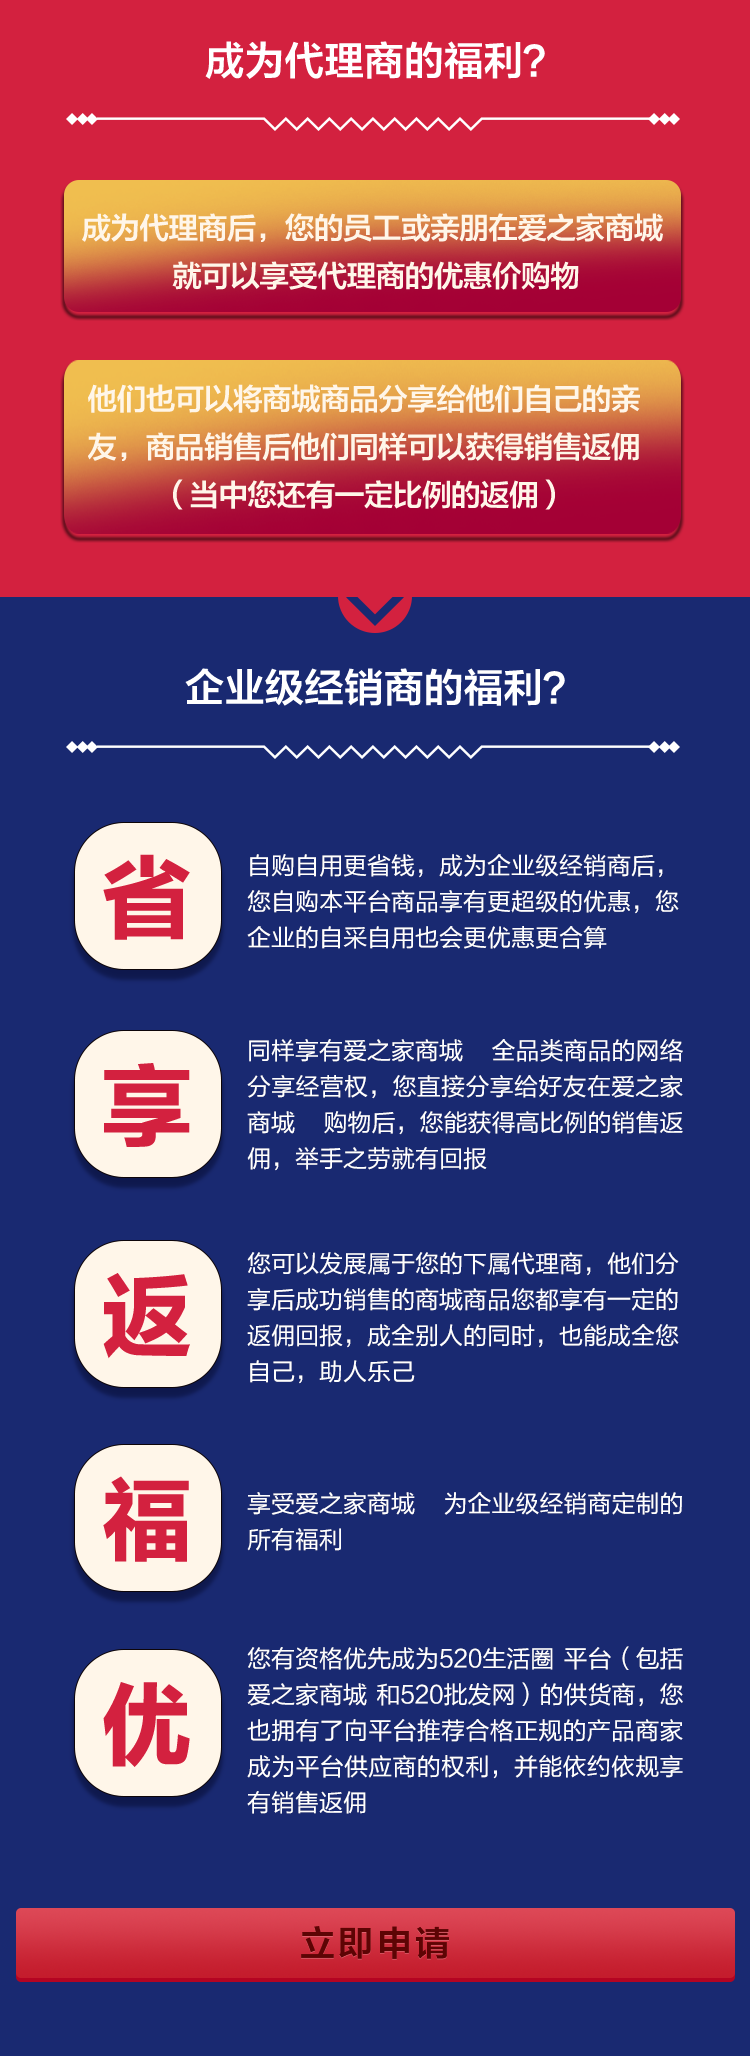 成为代理商的福利?
成为代理商后，您的员工或亲朋在爱之家商城
就可以享受代理商的优惠价购物
他们也可以将商城商品分享给他们自己的亲
友，商品销售后他们同样可以获得销售返佣
（当中您还有一定比例的返佣）
企业级经销商的福利?
省
自购自用更省钱，成为企业级经销商后，
您自购本平台商品享有更超级的优惠，您
企业的自采自用也会更优惠更合算
享
同样享有爱之家商城 全品类商品的网络
分享经营权，您直接分享给好友在爱之家
商城 购物后，您能获得高比例的销售返
佣，举手之劳就有回报
返
您可以发展属于您的下属代理商，他们分
享后成功销售的商城商品您都享有一定的
返佣回报，成全别人的同时，也能成全您
自己，助人乐己
福
享受爱之家商城 为企业级经销商定制的
所有福利
优
您有资格优先成为520生活圈 平台（包括
爱之家商城 和520批发网）的供货商，您
也拥有了向平台推荐合格正规的产品商家
成为平台供应商的权利，并能依约依规享
有销售返佣
立即申请